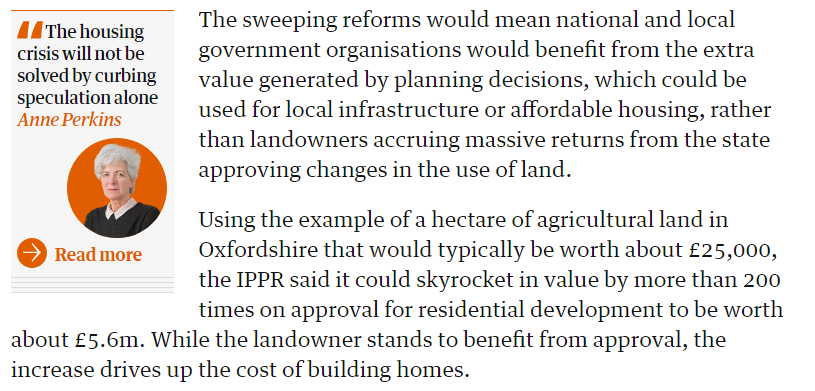 The housing
crisis will not be
solved by curbing
speculation alone
Anne Perkins
Read more
The sweeping reforms would mean national and local
government organisations would benefit from the extra
value generated by planning decisions, which could be
used for local infrastructure or affordable housing, rather
than landowners accruing massive returns from the state
approving changes in the use of land.
Using the example of a hectare of agricultural land in
Oxfordshire that would typically be worth about £25,000,
the IPPR said it could skyrocket in value by more than 200
times on approval for residential development to be worth
about £5.6m. While the landowner stands to benefit from approval, the
increase drives up the cost of building homes.